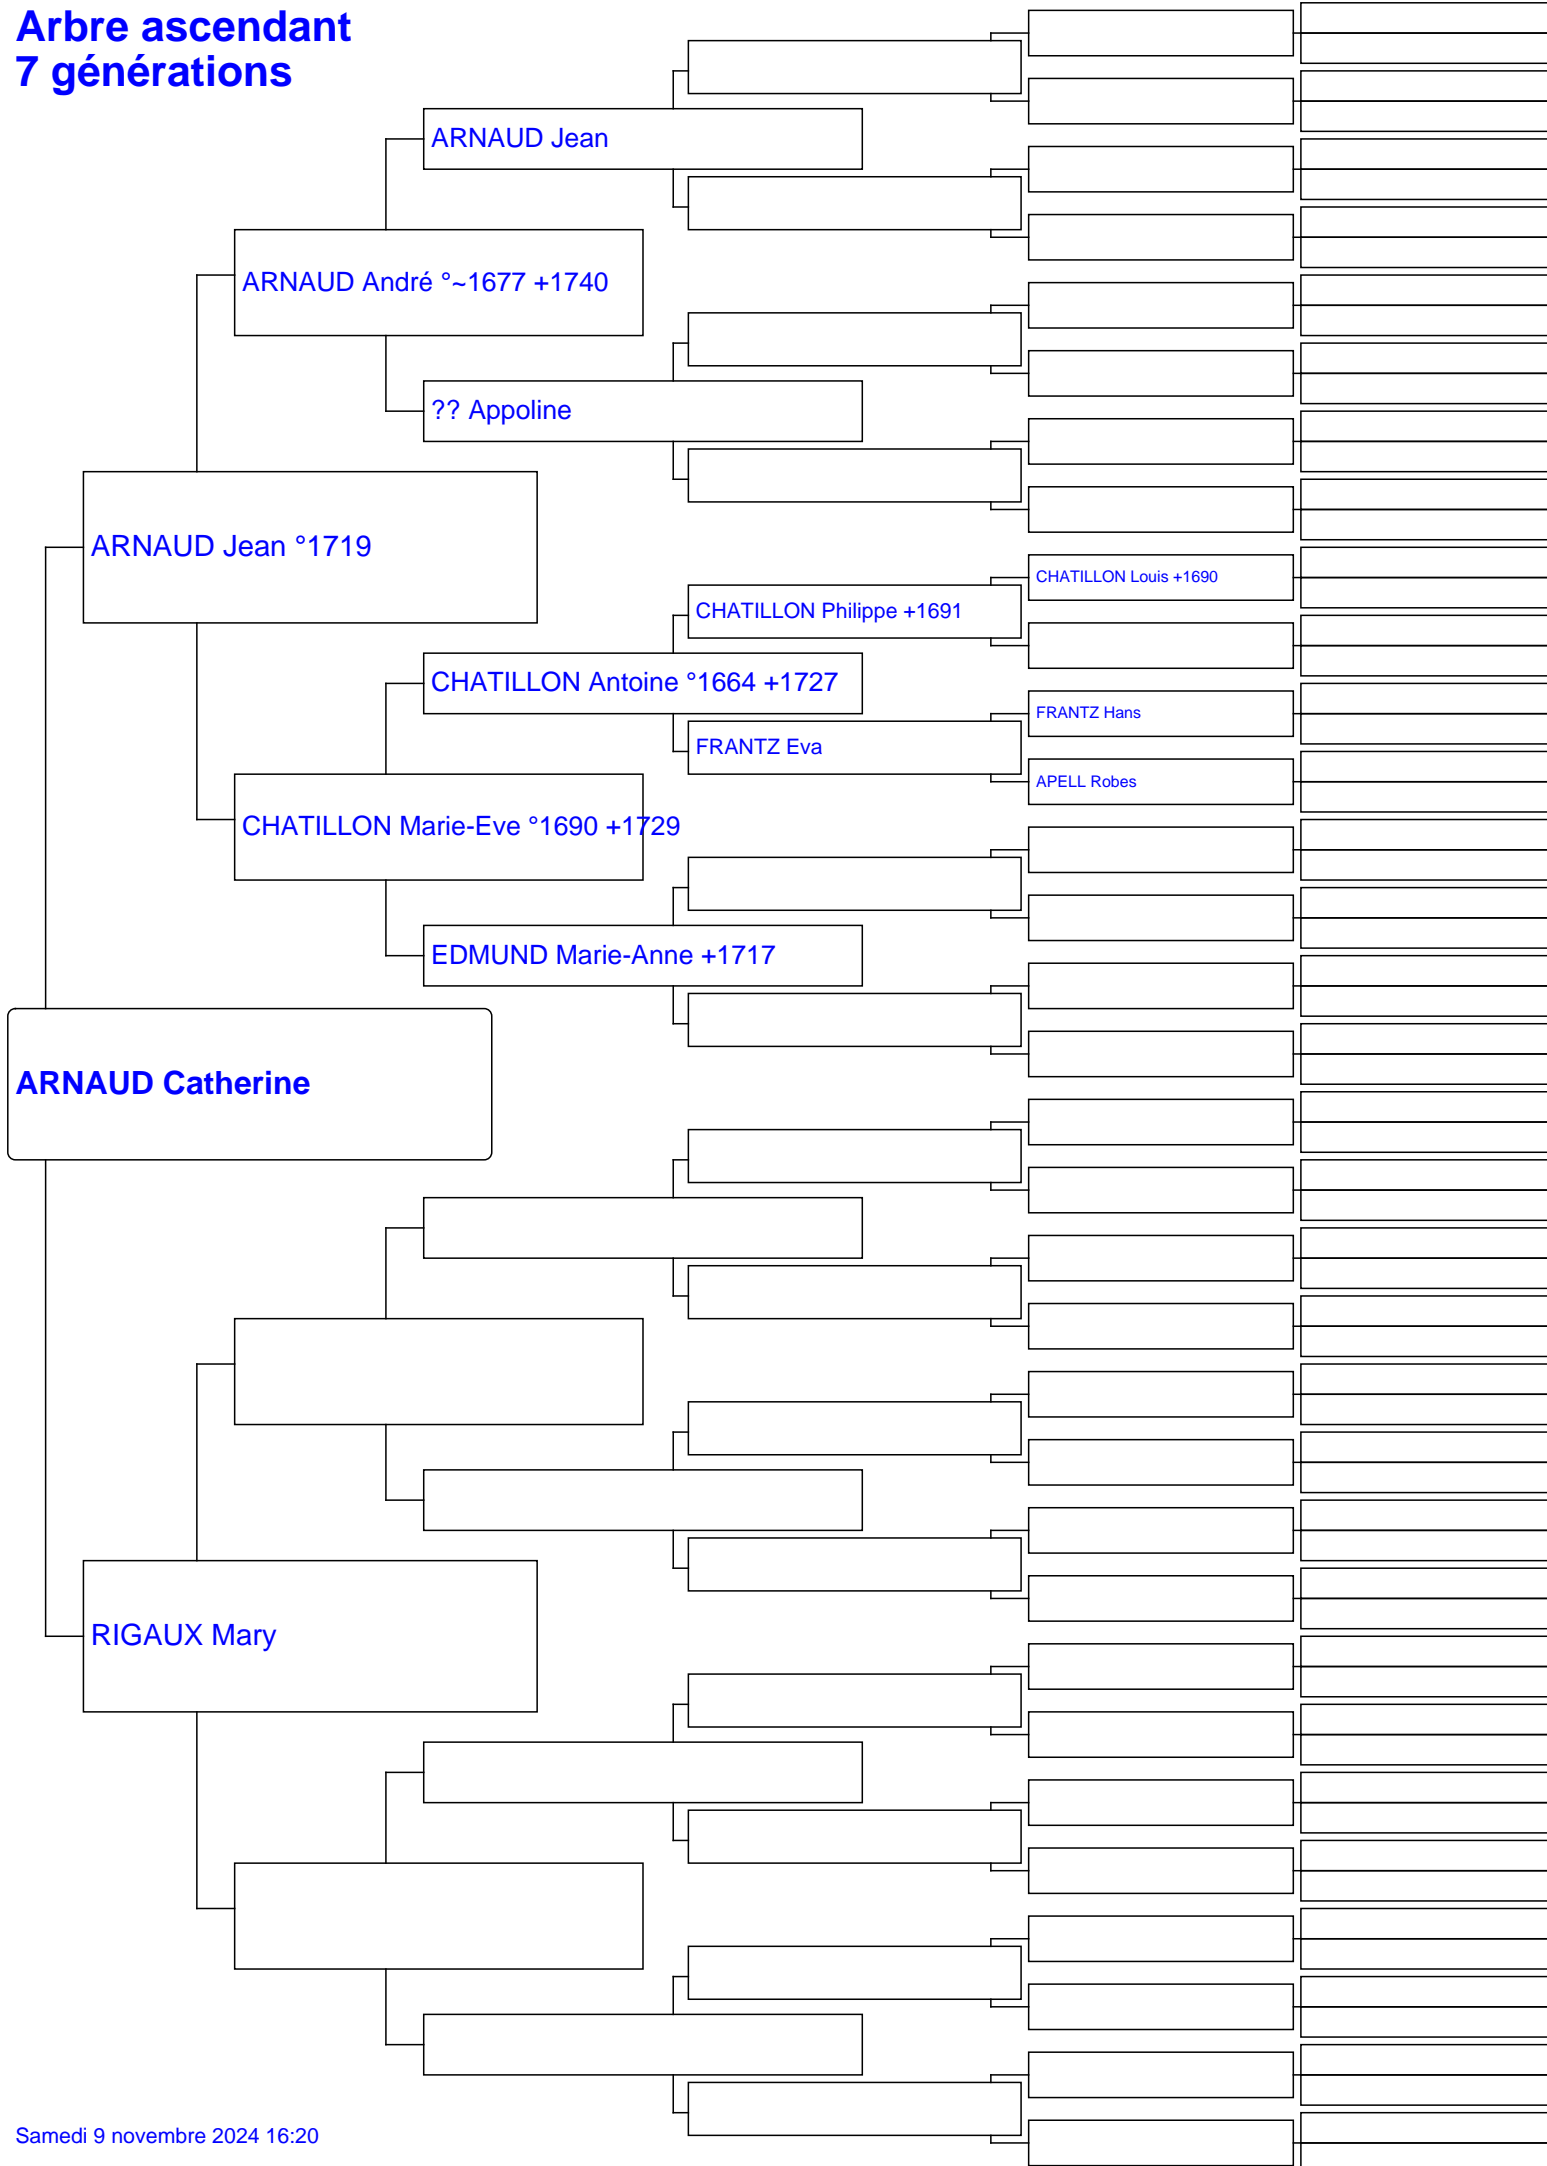 Arbre ascendant
7 générations
ARNAUD Jean
ARNAUD André °~1677 +1740
?? Appoline
ARNAUD Jean °1719
CHATILLON Louis +1690
CHATILLON Philippe +1691
CHATILLON Antoine °1664 +1727
FRANTZ Hans
FRANTZ Eva
APELL Robes
CHATILLON Marie-Eve °1690 +1729
EDMUND Marie-Anne +1717
ARNAUD Catherine
RIGAUX Mary
Samedi 9 novembre 2024 16:20